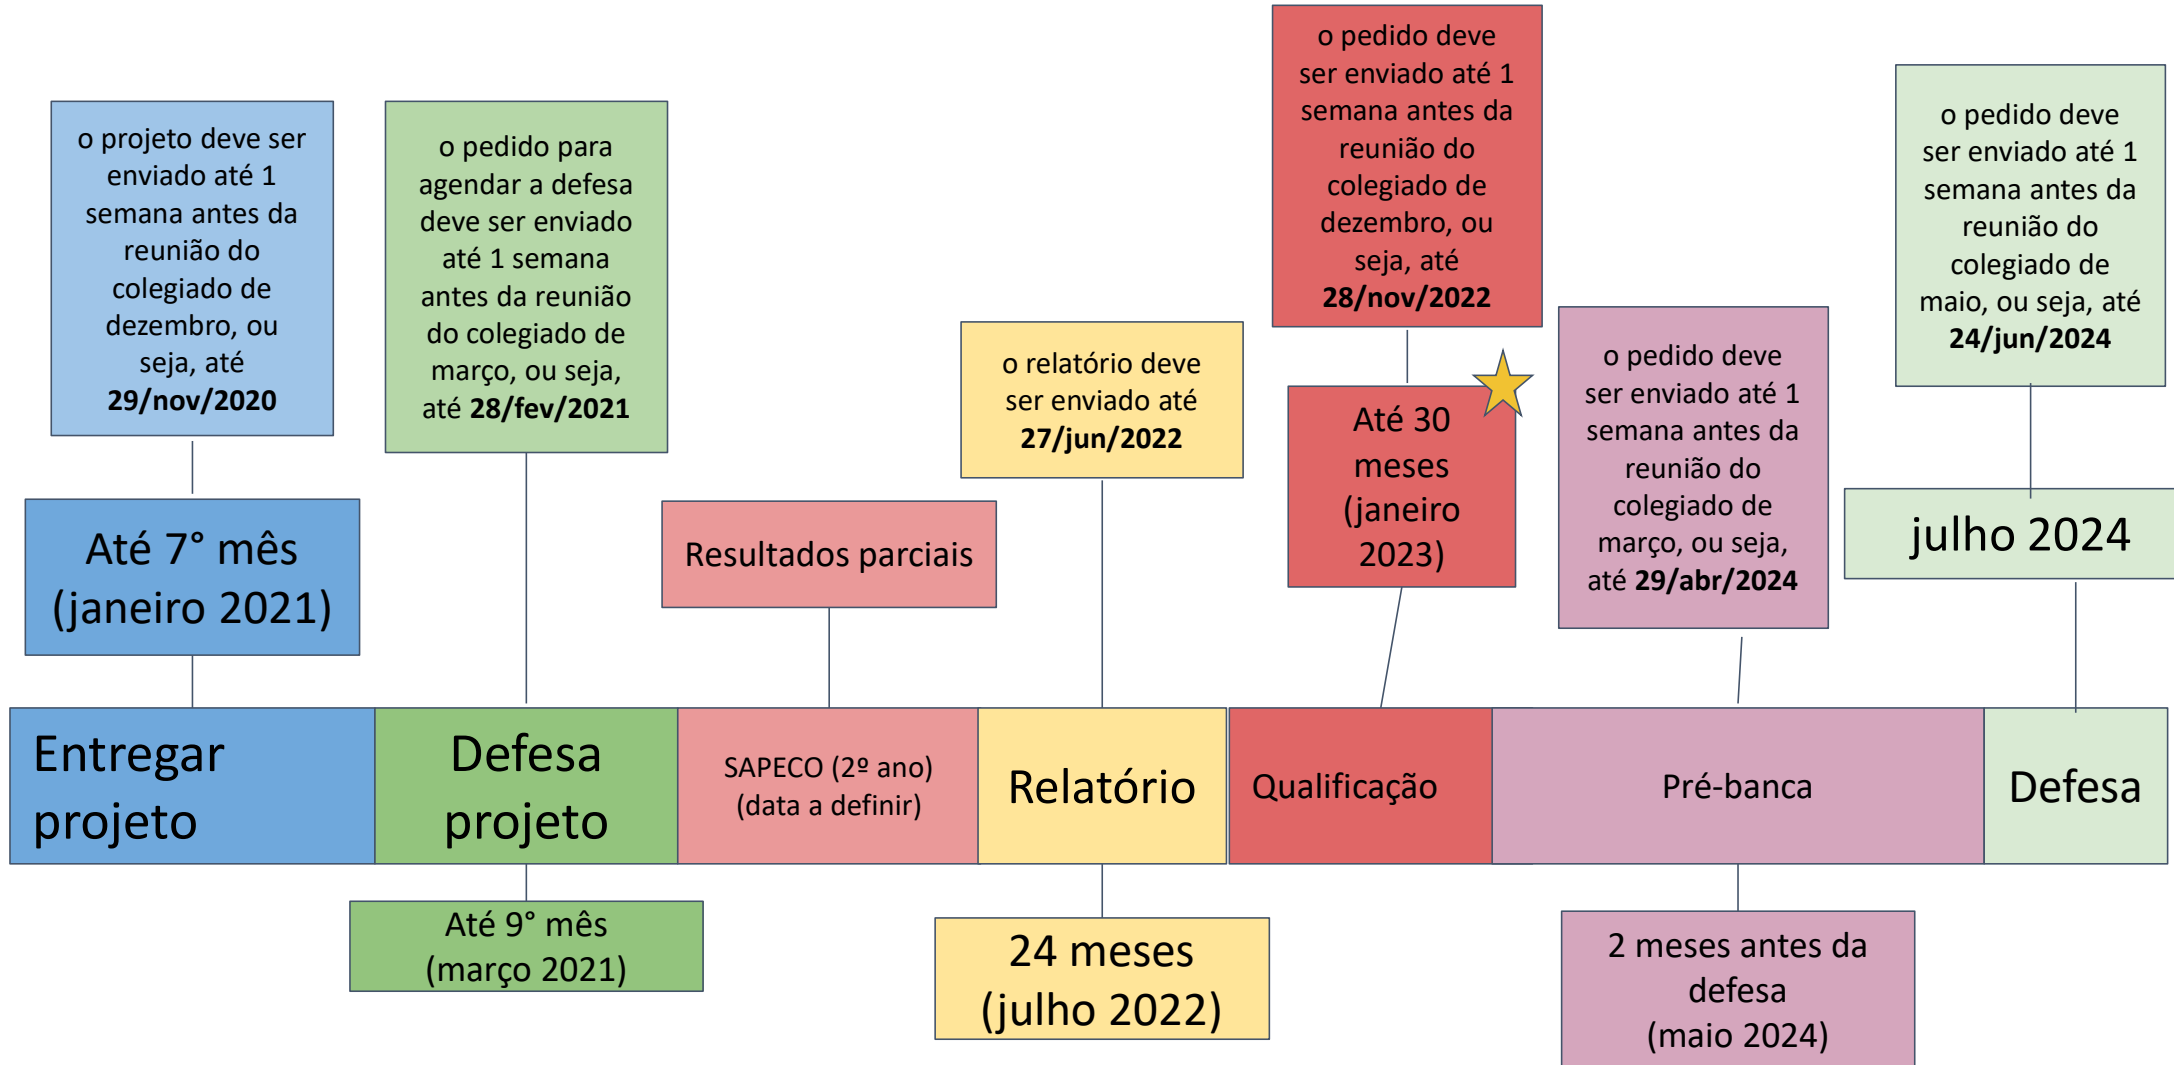 o projeto deve ser
enviado até 1
semana antes da
reunião do
colegiado de
dezembro, ou
seja, até
29/nov/2020
Até 7° mês
(janeiro 2021)
Entregar
projeto
o pedido para
agendar a defesa
deve ser enviado
até 1 semana
antes da reunião
do colegiado de
março, ou seja,
até 28/fev/2021
Defesa
projeto
Até 9° mês
(março 2021)
Resultados parciais
SAPECO (2º ano)
(data a definir)
o relatório deve
ser enviado até
27/jun/2022
Relatório
24 meses
(julho 2022)
o pedido deve
ser enviado até 1
semana antes da
reunião do
colegiado de
dezembro, ou
seja, até
28/nov/2022
Até 30
meses
(janeiro
2023)
Qualificação
o pedido deve
ser enviado até 1
semana antes da
reunião do
colegiado de
março, ou seja,
até 29/abr/2024
Pré-banca
2 meses antes da
defesa
(maio 2024)
o pedido deve
ser enviado até 1
semana antes da
reunião do
colegiado de
maio, ou seja, até
24/jun/2024
julho 2024
Defesa